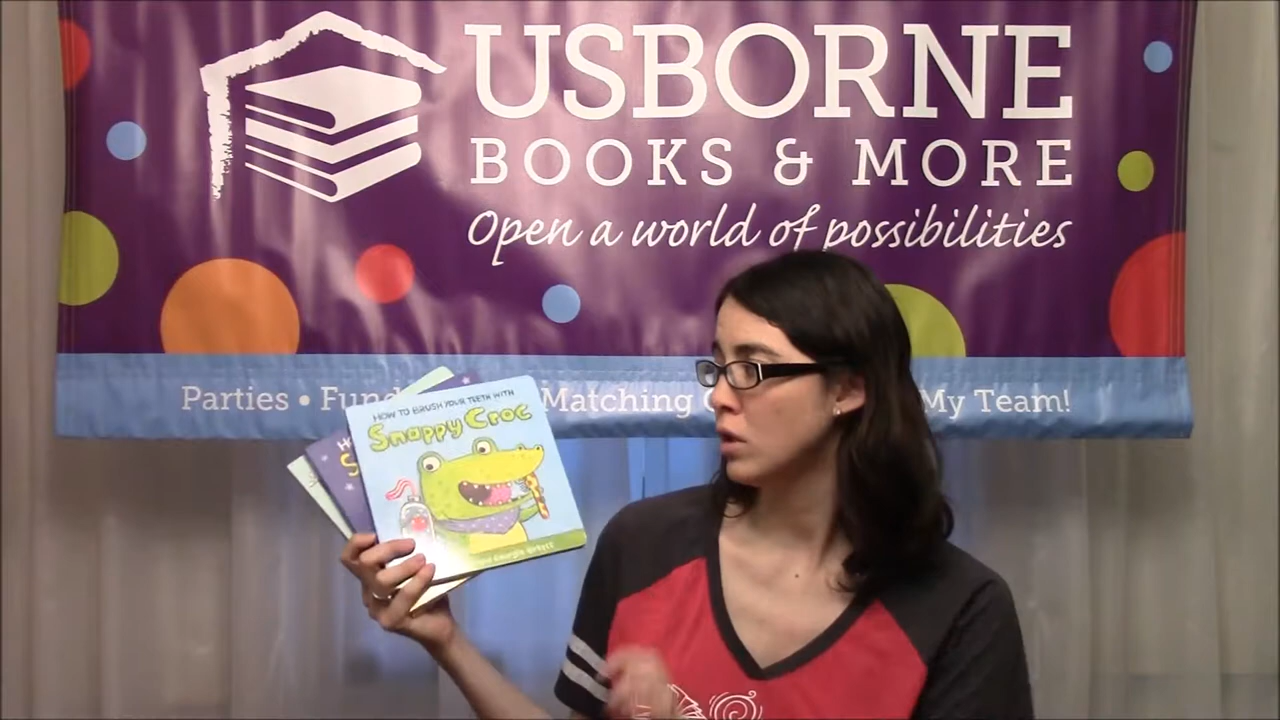 USBORNE
BOOKS & MORE
Open a world of possibilities
Parties • Matching My Team!
HOW TO BRUSH YOUR TEETH WITH
Snappy Croc